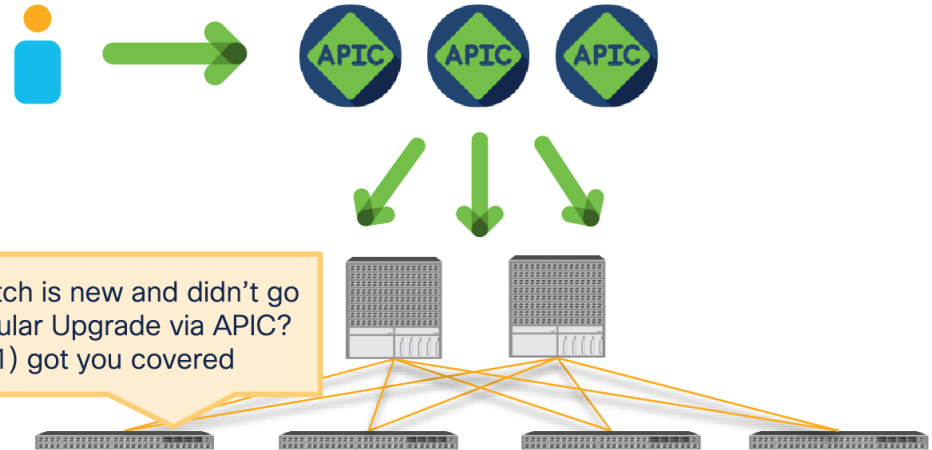 APIC APIC APIC
tch is new and didn’t go
ular Upgrade via APIC?
1) got you covered